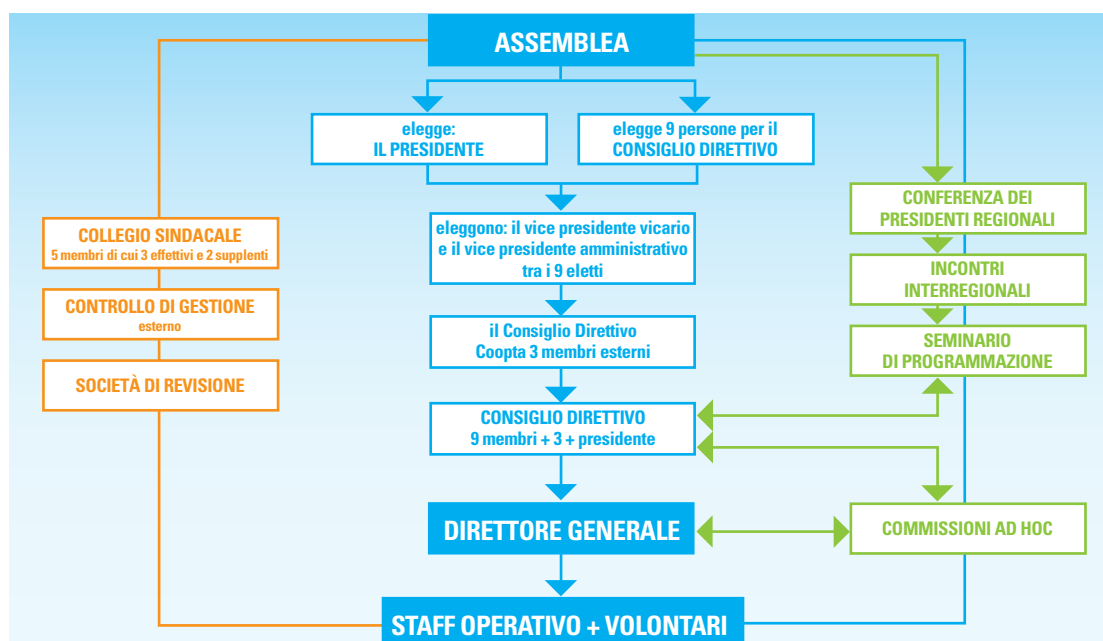 ASSEMBLEA
elegge:
IL PRESIDENTE
elegge 9 persone per il
CONSIGLIO DIRETTIVO
eleggono: il vice presidente vicario
e il vice presidente amministrativo
tra i 9 eletti
il Consiglio Direttivo
Coopta 3 membri esterni
CONSIGLIO DIRETTIVO
9 membri + 3 + presidente
DIRETTORE GENERALE
STAFF OPERATIVO + VOLONTARI
COLLEGIO SINDACALE
5 membri di cui 3 effettivi e 2 supplenti
CONTROLLO DI GESTIONE
esterno
SOCIETÀ DI REVISIONE
CONFERENZA DEI
PRESIDENTI REGIONALI
INCONTRI
INTERREGIONALI
SEMINARIO
DI PROGRAMMAZIONE
COMMISSIONI AD HOC